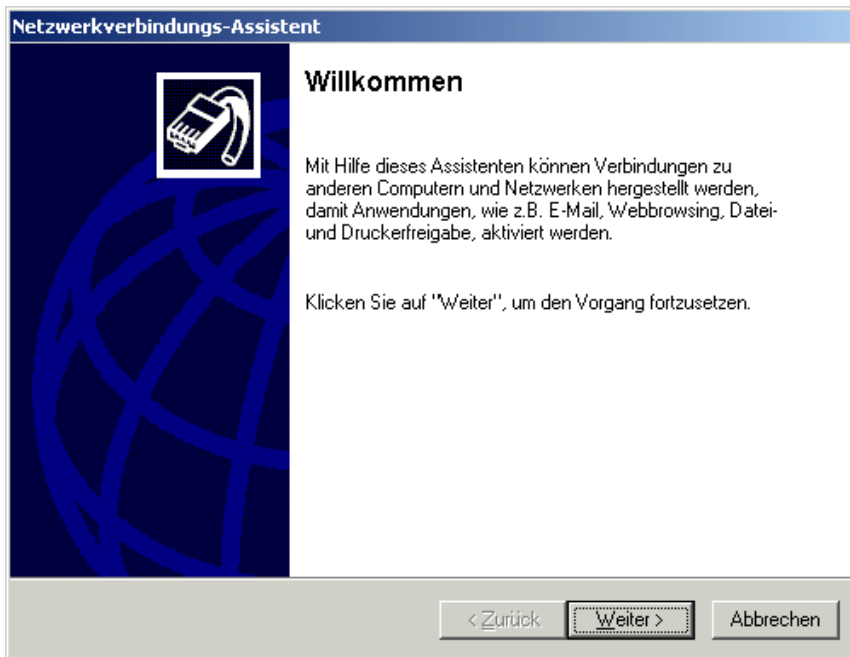 Netzwerkverbindungs-Assistent
Willkommen
Mit Hilfe dieses Assistenten können Verbindungen zu
anderen Computern und Netzwerken hergestellt werden,
damit Anwendungen, wie z.B. E-Mail, Webbrowsing, Datei-
und Druckerfreigabe, aktiviert werden.
Klicken Sie auf "Weiter", um den Vorgang fortzusetzen.
< Zurück Weiter > Abbrechen